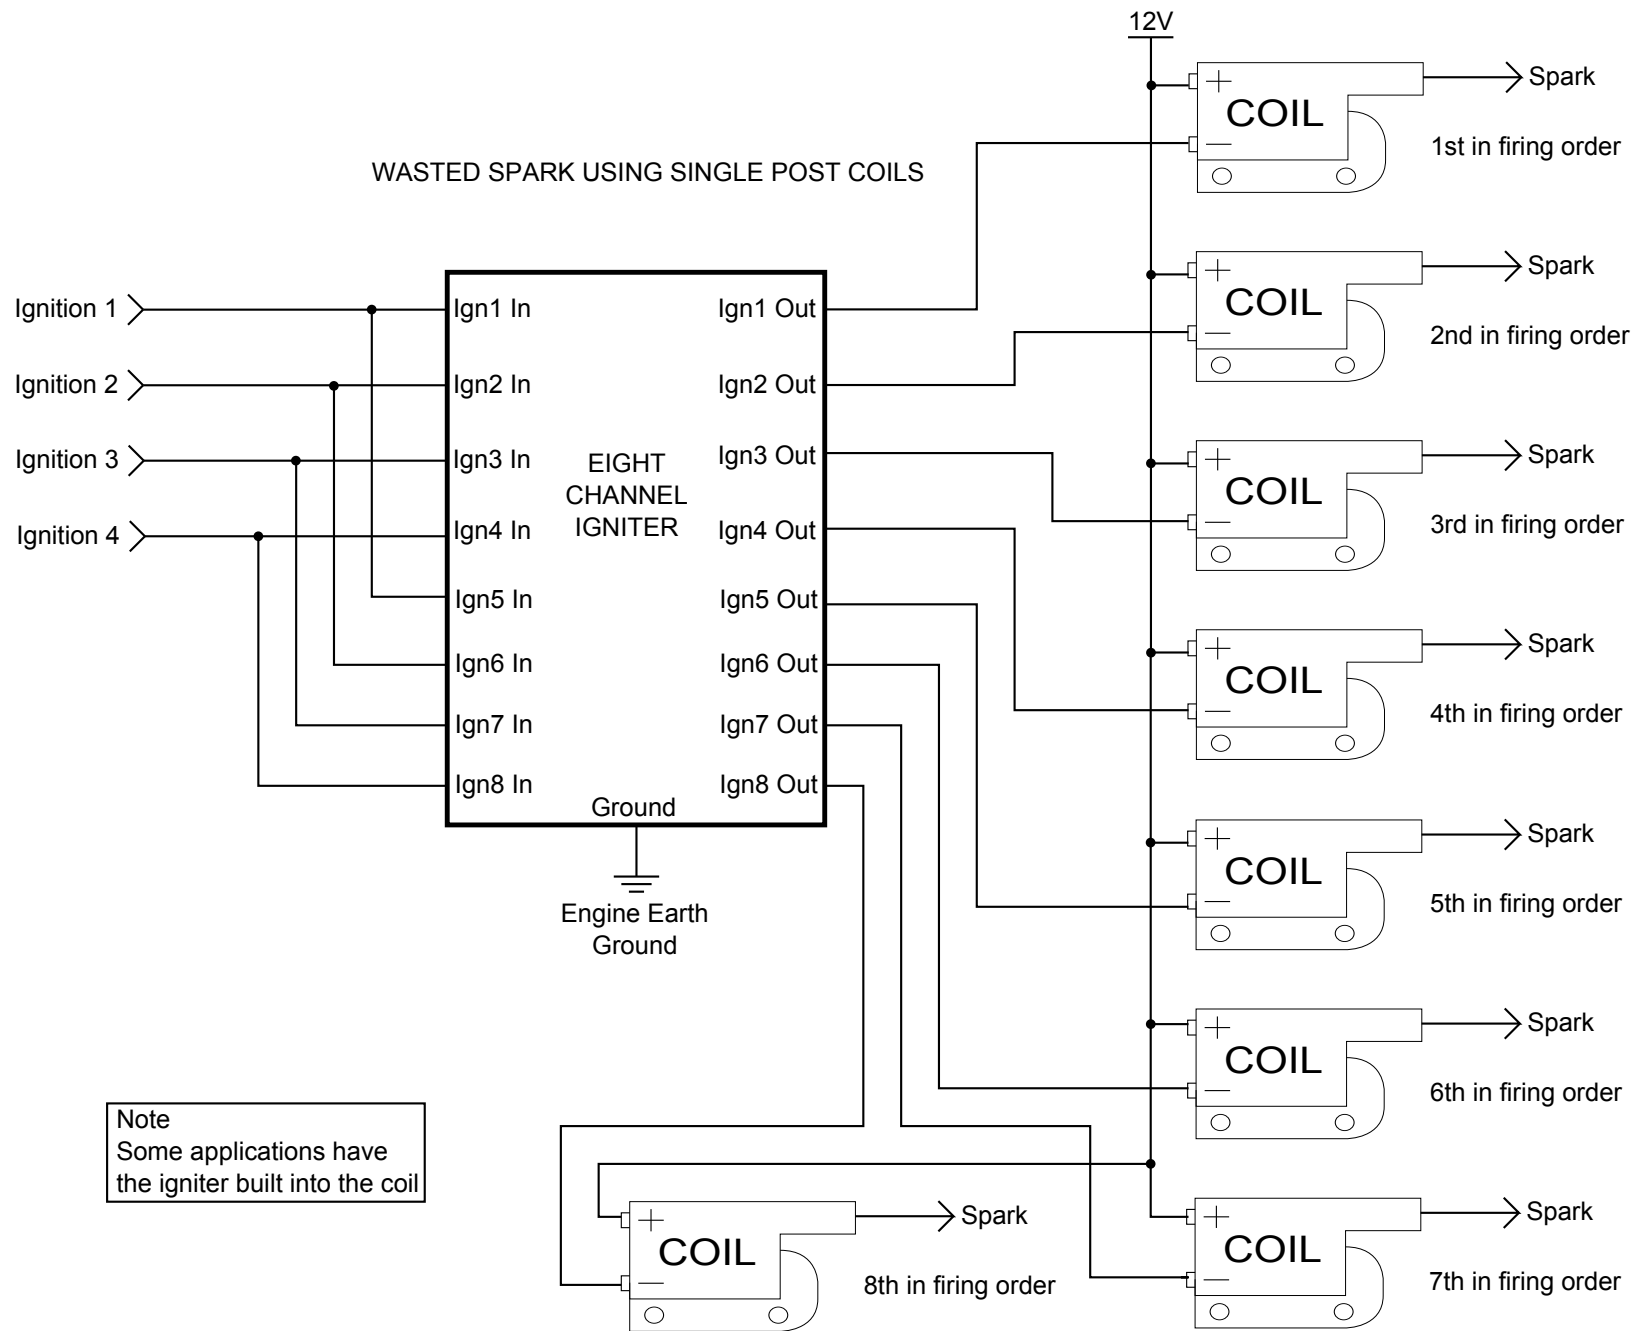 12V
+
COIL
−
Spark
1st in firing order
WASTED SPARK USING SINGLE POST COILS
+
COIL
−
Spark
2nd in firing order
Ignition 1
Ignition 2
Ignition 3
Ignition 4
Ign1 In
Ign2 In
Ign3 In
Ign4 In
Ign5 In
Ign6 In
Ign7 In
Ign8 In
EIGHT
CHANNEL
IGNITER
Ign1 Out
Ign2 Out
Ign3 Out
Ign4 Out
Ign5 Out
Ign6 Out
Ign7 Out
Ign8 Out
Ground
Engine Earth
Ground
+
COIL
−
Spark
3rd in firing order
+
COIL
−
Spark
4th in firing order
+
COIL
−
Spark
5th in firing order
+
COIL
−
Spark
6th in firing order
+
COIL
−
Spark
7th in firing order
+
COIL
−
Spark
8th in firing order
Note
Some applications have
the igniter built into the coil